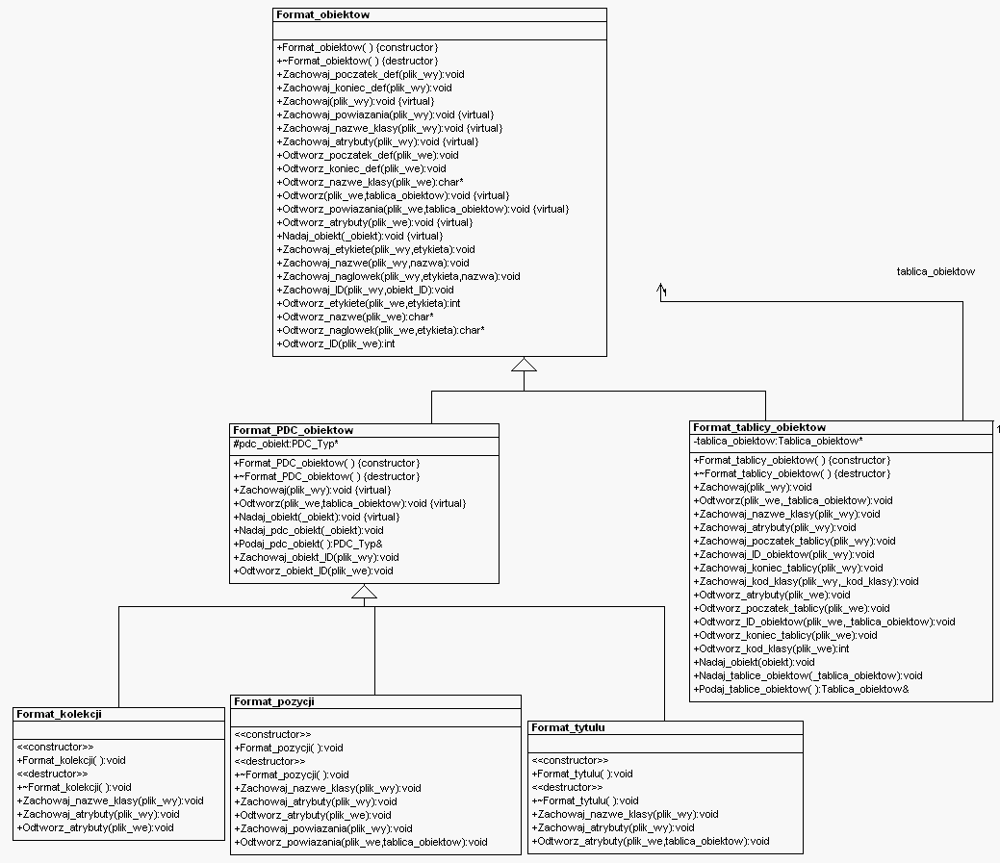 Format_obiektow
+Format_obiektow( ) {constructor}
+~Format_obiektow( ) {destructor}
+Zachowaj_poczatek_def(plik_wy):void
+Zachowaj_koniec_def(plik_wy):void
+Zachowaj(plik_wy):void {virtual}
+Zachowaj_powiazania(plik_wy):void {virtual}
+Zachowaj_nazwe_klasy(plik_wy):void {virtual}
+Zachowaj_atrybuty(plik_wy):void {virtual}
+Odtworz_poczatek_def(plik_we):void
+Odtworz_koniec_def(plik_we):void
+Odtworz_nazwe_klasy(plik_we):char*
+Odtworz(plik_we,tablica_obiektow):void {virtual}
+Odtworz_powiazania(plik_we,tablica_obiektow):void {virtual}
+Odtworz_atrybuty(plik_we):void {virtual}
+Nadaj_obiekt(_obiekt):void {virtual}
+Zachowaj_etykiete(plik_wy,etykieta):void
+Zachowaj_nazwe(plik_wy,nazwa):void
+Zachowaj_naglowek(plik_wy,etykieta,nazwa):void
+Zachowaj_ID(plik_wy,obiekt_ID):void
+Odtworz_etykiete(plik_we,etykieta):int
+Odtworz_nazwe(plik_we):char*
+Odtworz_naglowek(plik_we,etykieta):char*
+Odtworz_ID(plik_we):int
tablica_obiektow
1
Format_PDC_obiektow
#pdc_obiekt:PDC_Typ*
+Format_PDC_obiektow( ) {constructor}
+~Format_PDC_obiektow( ) {destructor}
+Zachowaj(plik_wy):void {virtual}
+Odtworz(plik_we,tablica_obiektow):void {virtual}
+Nadaj_obiekt(_obiekt):void {virtual}
+Nadaj_pdc_obiekt(_obiekt):void
+Podaj_pdc_obiekt( ):PDC_Typ&
+Zachowaj_obiekt_ID(plik_wy):void
+Odtworz_obiekt_ID(plik_we):void
Format_tablicy_obiektow
1
-tablica_obiektow:Tablica_obiektow*
+Format_tablicy_obiektow( ) {constructor}
+~Format_tablicy_obiektow( ) {destructor}
+Zachowaj(plik_wy):void
+Odtworz(plik_we,_tablica_obiektow):void
+Zachowaj_nazwe_klasy(plik_wy):void
+Zachowaj_atrybuty(plik_wy):void
+Zachowaj_poczatek_tablicy(plik_wy):void
+Zachowaj_ID_obiektow(plik_wy):void
+Zachowaj_koniec_tablicy(plik_wy):void
+Zachowaj_kod_klasy(plik_wy,_kod_klasy):void
+Odtworz_atrybuty(plik_we):void
+Odtworz_poczatek_tablicy(plik_we):void
+Odtworz_ID_obiektow(plik_we,_tablica_obiektow):void
+Odtworz_koniec_tablicy(plik_we):void
+Odtworz_kod_klasy(plik_we):int
+Nadaj_obiekt(obiekt):void
+Nadaj_tablice_obiektow(_tablica_obiektow):void
+Podaj_tablice_obiektow( ):Tablica_obiektow&
Format_kolekcji
<<constructor>>
+Format_kolekcji( ):void
<<destructor>>
+~Format_kolekcji( ):void
+Zachowaj_nazwe_klasy(plik_wy):void
+Zachowaj_atrybuty(plik_wy):void
+Odtworz_atrybuty(plik_we):void
Format_pozycji
<<constructor>>
+Format_pozycji( ):void
<<destructor>>
+~Format_pozycji( ):void
+Zachowaj_nazwe_klasy(plik_wy):void
+Zachowaj_atrybuty(plik_wy):void
+Odtworz_atrybuty(plik_we):void
+Zachowaj_powiazania(plik_wy):void
+Odtworz_powiazania(plik_we,tablica_obiektow):void
Format_tytulu
<<constructor>>
+Format_tytulu( ):void
<<destructor>>
+~Format_tytulu( ):void
+Zachowaj_nazwe_klasy(plik_wy):void
+Zachowaj_atrybuty(plik_wy):void
+Odtworz_atrybuty(plik_we,tablica_obiektow):void